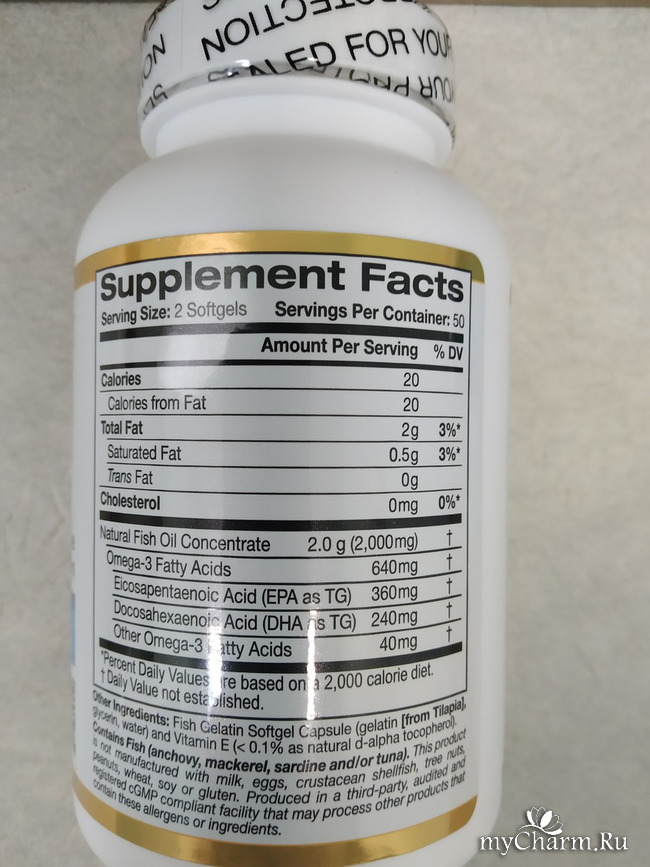 NOITCETO
SEALED FOR YOUR
Supplement Facts
Serving Size: 2 Softgels Servings Per Container: 50
Amount Per Serving % DV
Calories 20
Calories from Fat 20
Total Fat 2g 3%*
Saturated Fat 0.5g 3%*
Trans Fat 0g
Cholesterol 0mg 0%*
Natural Fish Oil Concentrate 2.0 g (2,000mg) †
Omega-3 Fatty Acids 640mg †
Eicosapentaenoic Acid (EPA as TG) 360mg †
Docosahexaenoic Acid (DHA as TG) 240mg †
Other Omega-3 Fatty Acids 40mg †
*Percent Daily Values are based on a 2,000 calorie diet.
† Daily Value not established.
Other Ingredients: Fish Gelatin Softgel Capsule (gelatin [from Tilapia],
glycerin, water) and Vitamin E (< 0.1% as natural d-alpha tocopherol).
Contains Fish (anchovy, mackerel, sardine and/or tuna). This product
is not manufactured with milk, eggs, crustacean shellfish, tree nuts,
peanuts, wheat, soy or gluten. Produced in a third-party, audited and
registered cGMP compliant facility that may process other products that
contain these allergens or ingredients.
myCharm.Ru